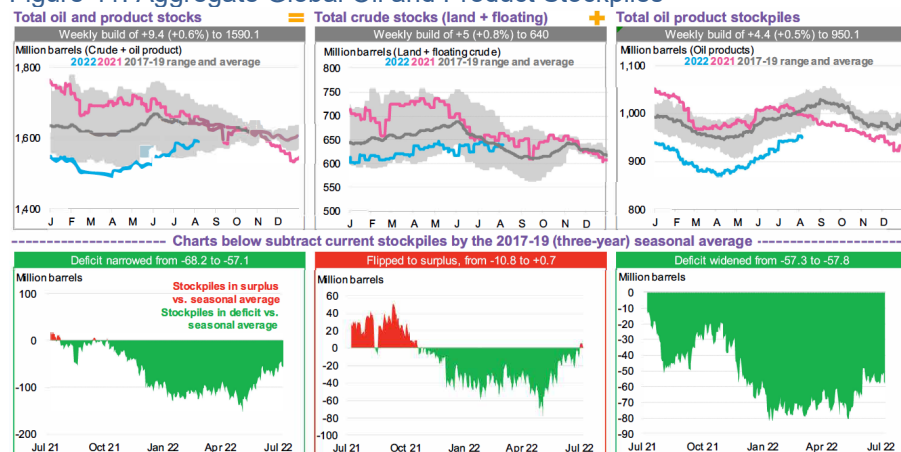 Figure 11. Aggregate Global Oil and Product Stockpiles
Total oil and product stocks
=
Total crude stocks (land + floating)
+
Total oil product stockpiles
Weekly build of +9.4 (+0.6%) to 1590.1
Weekly build of +5 (+0.8%) to 640
Weekly build of +4.4 (+0.5%) to 950.1
Million barrels (Crude + oil product)
2022 2021 2017-19 range and average
1,800
1,600
1,400
J F M A M J J A S O N D
Million barrels (Land + floating crude)
2022 2021 2017-19 range and average
800
750
700
650
600
550
500
J F M A M J J A S O N D
Million barrels (Oil products)
2022 2021 2017-19 range and average
1,100
1,000
900
800
J F M A M J J A S O N D
Charts below subtract current stockpiles by the 2017-19 (three-year) seasonal average
Deficit narrowed from -68.2 to -57.1
Million barrels
Stockpiles in surplus
vs. seasonal average
Stockpiles in deficit vs.
seasonal average
100
0
-100
-200
Jul 21 Oct 21 Jan 22 Apr 22 Jul 22
Flipped to surplus, from -10.8 to +0.7
Million barrels
60
40
20
0
-20
-40
-60
-80
-100
Jul 21 Oct 21 Jan 22 Apr 22 Jul 22
Deficit widened from -57.3 to -57.8
Million barrels
0
-10
-20
-30
-40
-50
-60
-70
-80
-90
Jul 21 Oct 21 Jan 22 Apr 22 Jul 22